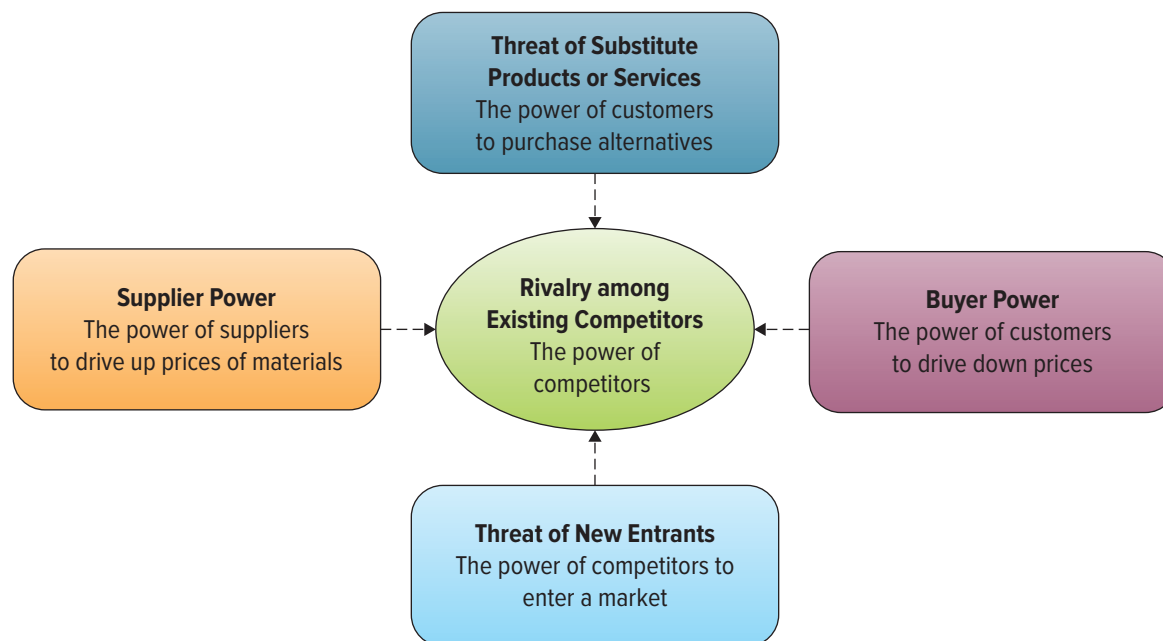 Threat of Substitute
Products or Services
The power of customers
to purchase alternatives
Supplier Power
The power of suppliers
to drive up prices of materials
Rivalry among
Existing Competitors
The power of
competitors
Buyer Power
The power of customers
to drive down prices
Threat of New Entrants
The power of competitors to
enter a market